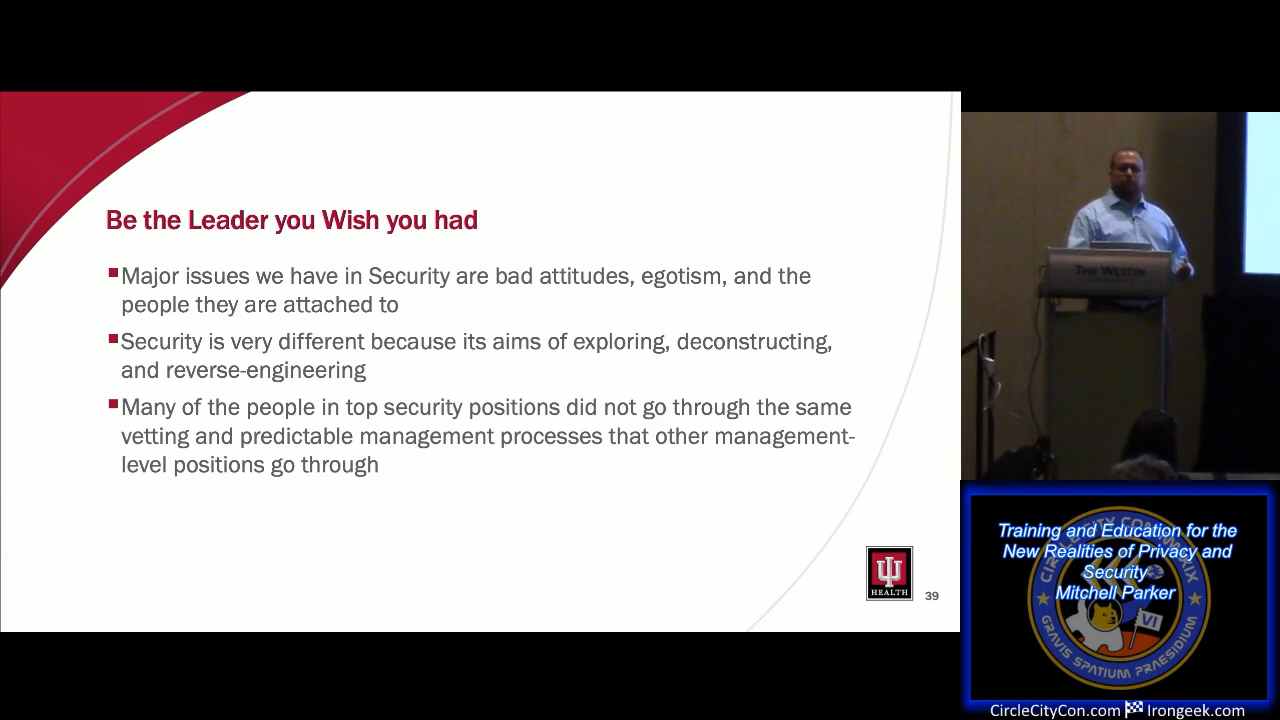 Be the Leader you Wish you had
Major issues we have in Security are bad attitudes, egotism, and the
people they are attached to
Security is very different because its aims of exploring, deconstructing,
and reverse-engineering
Many of the people in top security positions did not go through the same
vetting and predictable management processes that other management-
level positions go through
HEALTH
39
THE WESTIN
Training and Education for the
New Realities of Privacy and
Security
Mitchell Parker
VI
GRAVIS SPATIUM PRAESIDIUM
CircleCityCon.com
Irongeek.com